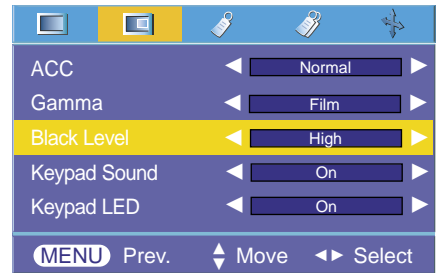 ACC Normal
Gamma Film
Black Level High
Keypad Sound On
Keypad LED On
MENU Prev. Move Select